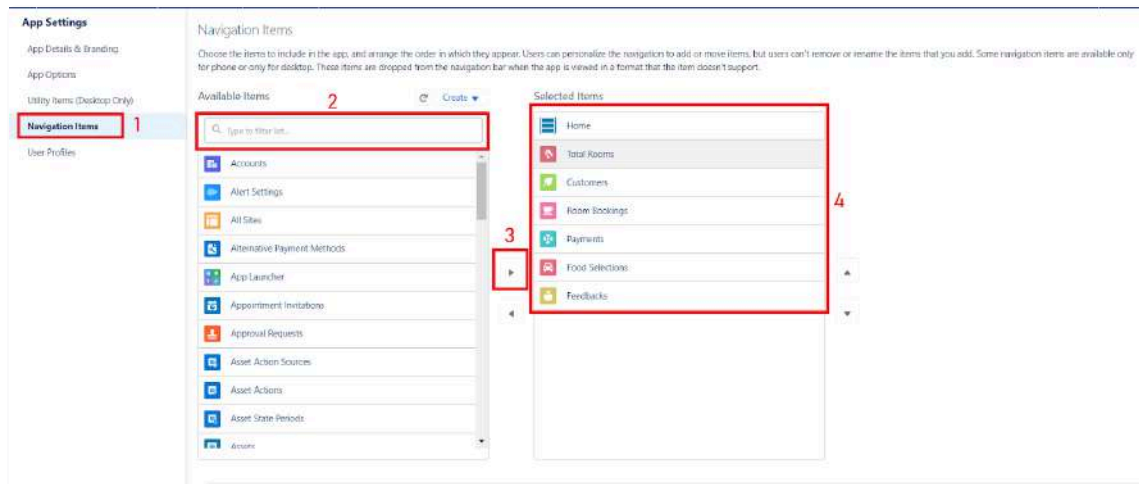 App Settings
App Details & Branding
App Options
Utility Items (Desktop Only)
Navigation Items
1
User Profiles
Navigation Items
Choose the items to include in the app, and arrange the order in which they appear. Users can personalize the navigation to add or move items, but users can't remove or rename the items that you add. Some navigation items are available only
for phone or only for desktop. These items are dropped from the navigation bar when the app is viewed in a format that the item doesn't support.
Available Items
2
Create
Type to filter list...
Accounts
Alert Settings
All Sites
Alternative Payment Methods
App Launcher
Appointment Invitations
Approval Requests
Asset Action Sources
Asset Actions
Asset State Periods
Assets
3
Selected Items
Home
Total Rooms
Customers
Room Bookings
Payments
Food Selections
Feedbacks
4